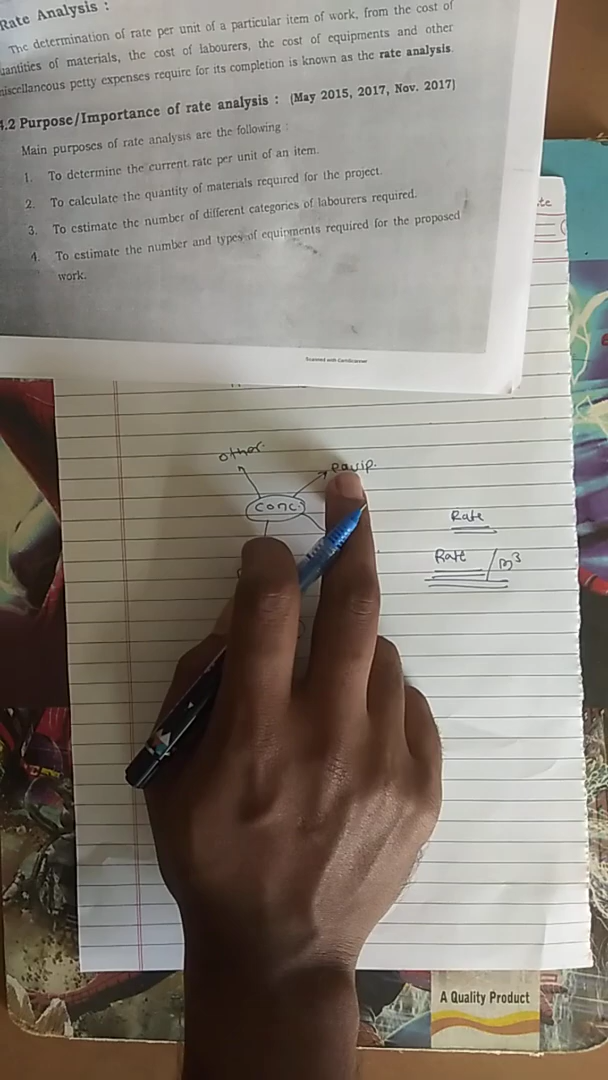 Rate Analysis :
The determination of rate per unit of a particular item of work, from the cost of
quantities of materials, the cost of labourers, the cost of equipments and other
miscellaneous petty expenses require for its completion is known as the rate analysis.
4.2 Purpose/Importance of rate analysis : (May 2015, 2017, Nov. 2017)
Main purposes of rate analysis are the following :
1. To determine the current rate per unit of an item.
2. To calculate the quantity of materials required for the project.
3. To estimate the number of different categories of labourers required.
4. To estimate the number and types of equipments required for the proposed
work.
Scanned with CamScanner
other.
equip.
conc.
Rate
Rate /m³
A Quality Product